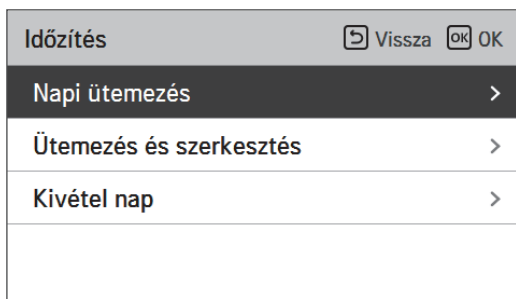 Időzítés Vissza OK OK
Napi ütemezés >
Ütemezés és szerkesztés >
Kivétel nap >